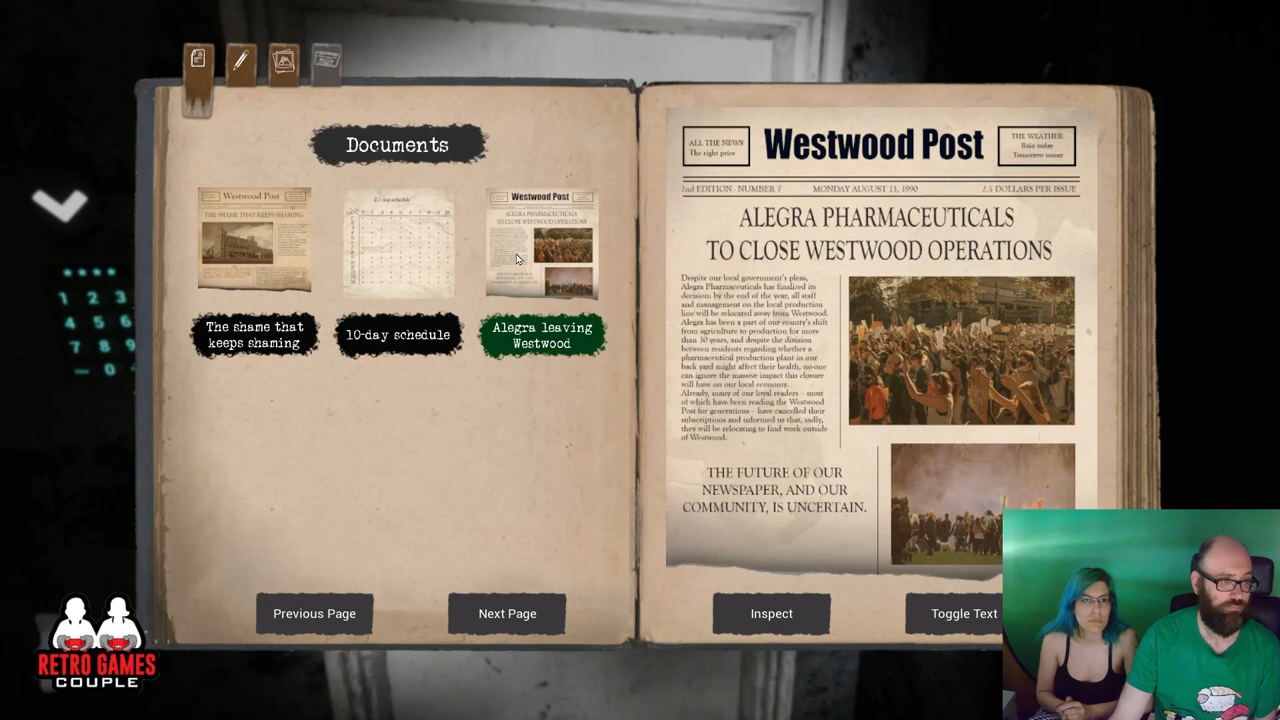 Documents
The shame that
keeps shaming
10-day schedule
Alegra leaving
Westwood
Westwood Post
THE SHAME THAT KEEPS SHAMING
10-day schedule
Westwood Post
ALEGRA PHARMACEUTICALS
TO CLOSE WESTWOOD OPERATIONS
1 2 3
4 5 6
7 8 9
0
Previous Page
Next Page
ALL THE NEWS
The right price
Westwood Post
THE WEATHER
Rain today
Tomorrow sunny
2nd EDITION - NUMBER 7
MONDAY AUGUST 13, 1990
2.5 DOLLARS PER ISSUE
ALEGRA PHARMACEUTICALS
TO CLOSE WESTWOOD OPERATIONS
Despite our local government's pleas,
Alegra Pharmaceuticals has finalized its
decision: by the end of the year, all staff
and management on the local production
line will be relocated away from Westwood.
Alegra has been a part of our county's shift
from agriculture to production for more
than 30 years, and despite the division
between residents regarding whether a
pharmaceutical production plant in our
back yard might affect their health, no-one
can ignore the massive impact this closure
will have on our local economy.
Already, many of our loyal readers – most
of which have been reading the Westwood
Post for generations – have cancelled their
subscriptions and informed us that, sadly,
they will be relocating to find work outside
of Westwood.
THE FUTURE OF OUR
NEWSPAPER, AND OUR
COMMUNITY, IS UNCERTAIN.
Inspect
Toggle Text
RETRO GAMES
COUPLE